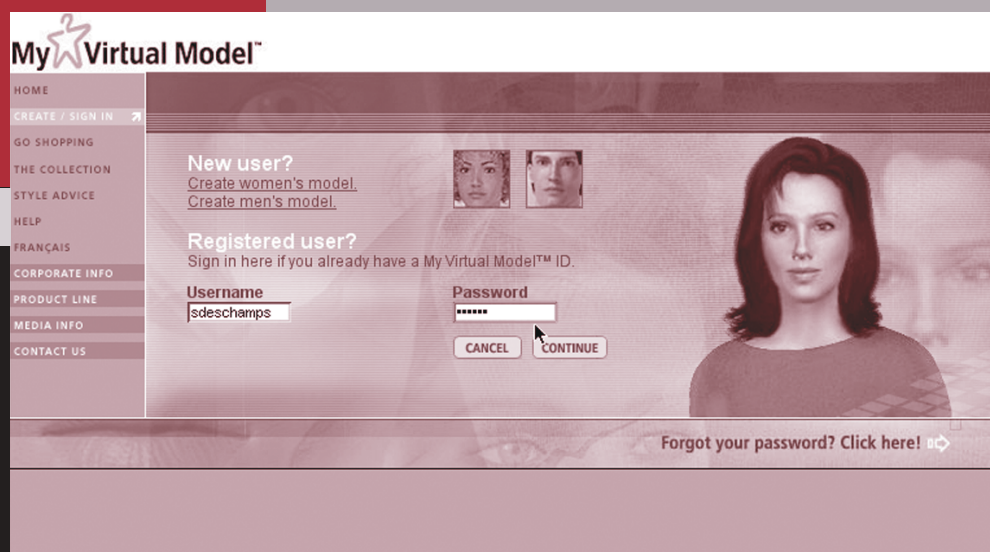 My Virtual Model™
HOME
CREATE / SIGN IN
GO SHOPPING
THE COLLECTION
STYLE ADVICE
HELP
FRANÇAIS
CORPORATE INFO
PRODUCT LINE
MEDIA INFO
CONTACT US
New user?
Create women's model.
Create men's model.
Registered user?
Sign in here if you already have a My Virtual Model™ ID.
Username Password
sdeschamps ••••••
CANCEL CONTINUE
Forgot your password? Click here!